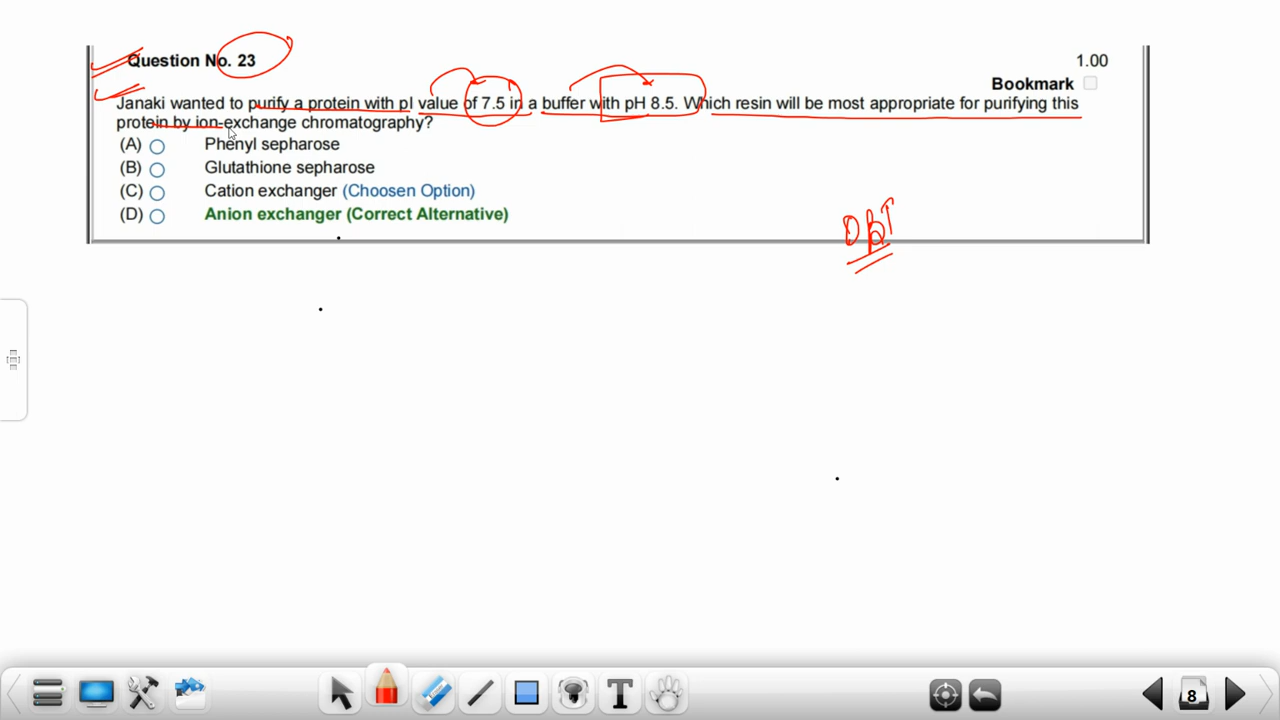 Question No. 23
1.00
Bookmark
Janaki wanted to purify a protein with pI value of 7.5 in a buffer with pH 8.5. Which resin will be most appropriate for purifying this
protein by ion-exchange chromatography?
(A) Phenyl sepharose
(B) Glutathione sepharose
(C) Cation exchanger (Choosen Option)
(D) Anion exchanger (Correct Alternative)
DBT
T
8